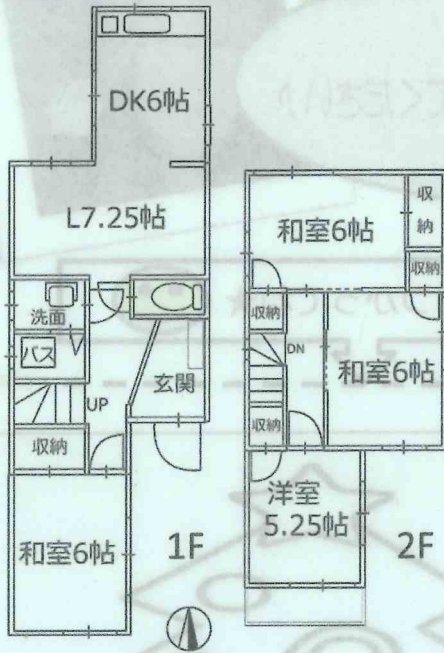 DK6帖
L7.25帖
洗面
バス
UP
玄関
収納
和室6帖
1F
和室6帖
収納
収納
収納
DN
和室6帖
収納
洋室
5.25帖
2F